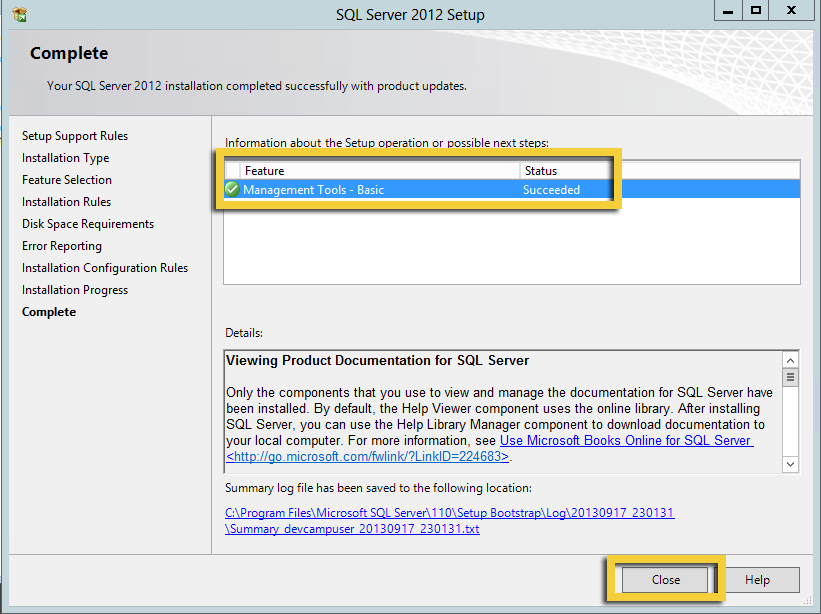 SQL Server 2012 Setup
Complete
Your SQL Server 2012 installation completed successfully with product updates.
Setup Support Rules
Installation Type
Feature Selection
Installation Rules
Disk Space Requirements
Error Reporting
Installation Configuration Rules
Installation Progress
Complete
Information about the Setup operation or possible next steps:
Feature Status
Management Tools - Basic Succeeded
Details:
Viewing Product Documentation for SQL Server
Only the components that you use to view and manage the documentation for SQL Server have
been installed. By default, the Help Viewer component uses the online library. After installing
SQL Server, you can use the Help Library Manager component to download documentation to
your local computer. For more information, see Use Microsoft Books Online for SQL Server
<http://go.microsoft.com/fwlink/?LinkID=224683>.
Summary log file has been saved to the following location:
C:\Program Files\Microsoft SQL Server\110\Setup Bootstrap\Log\20130917_230131
\Summary_devcampuser_20130917_230131.txt
Close Help